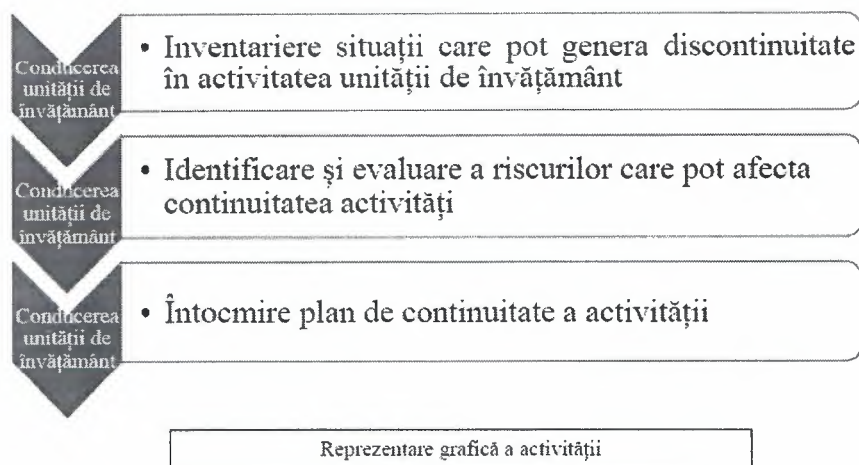 Conducerea
unității de
învățământ
• Inventariere situații care pot genera discontinuitate
în activitatea unității de învățământ
Conducerea
unității de
învățământ
• Identificare și evaluare a riscurilor care pot afecta
continuitatea activități
Conducerea
unității de
învățământ
• Întocmire plan de continuitate a activității
Reprezentare grafică a activității